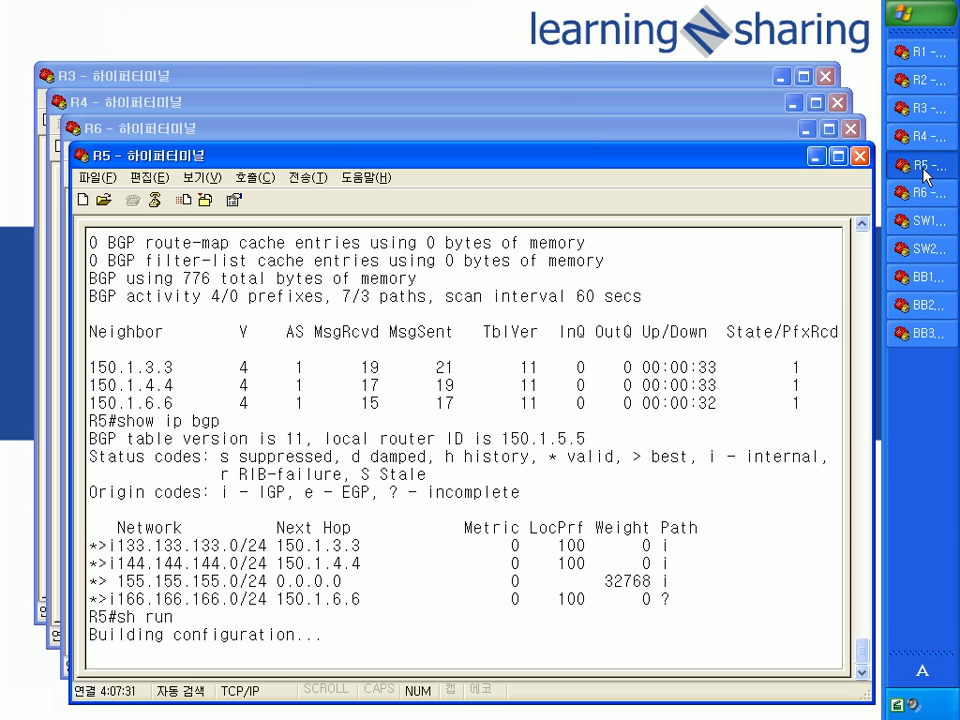 learning N sharing
R3 - 하이퍼터미널
R4 - 하이퍼터미널
R6 - 하이퍼터미널
R5 - 하이퍼터미널
파일(F) 편집(E) 보기(V) 호출(C) 전송(T) 도움말(H)
0 BGP route-map cache entries using 0 bytes of memory
0 BGP filter-list cache entries using 0 bytes of memory
BGP using 776 total bytes of memory
BGP activity 4/0 prefixes, 7/3 paths, scan interval 60 secs
Neighbor V AS MsgRcvd MsgSent TblVer InQ OutQ Up/Down State/PfxRcd
150.1.3.3 4 1 19 21 11 0 0 00:00:33 1
150.1.4.4 4 1 17 19 11 0 0 00:00:33 1
150.1.6.6 4 1 15 17 11 0 0 00:00:32 1
R5#show ip bgp
BGP table version is 11, local router ID is 150.1.5.5
Status codes: s suppressed, d damped, h history, * valid, > best, i - internal,
r RIB-failure, S Stale
Origin codes: i - IGP, e - EGP, ? - incomplete
Network Next Hop Metric LocPrf Weight Path
*>i133.133.133.0/24 150.1.3.3 0 100 0 i
*>i144.144.144.0/24 150.1.4.4 0 100 0 i
*> 155.155.155.0/24 0.0.0.0 0 32768 i
*>i166.166.166.0/24 150.1.6.6 0 100 0 ?
R5#sh run
Building configuration...
연결 4:07:31 자동 검색 TCP/IP SCROLL CAPS NUM 캡 에코
R1 -...
R2 -...
R3 -...
R4 -...
R5 -...
R6 -...
SW1...
SW2...
BB1...
BB2...
BB3...
A